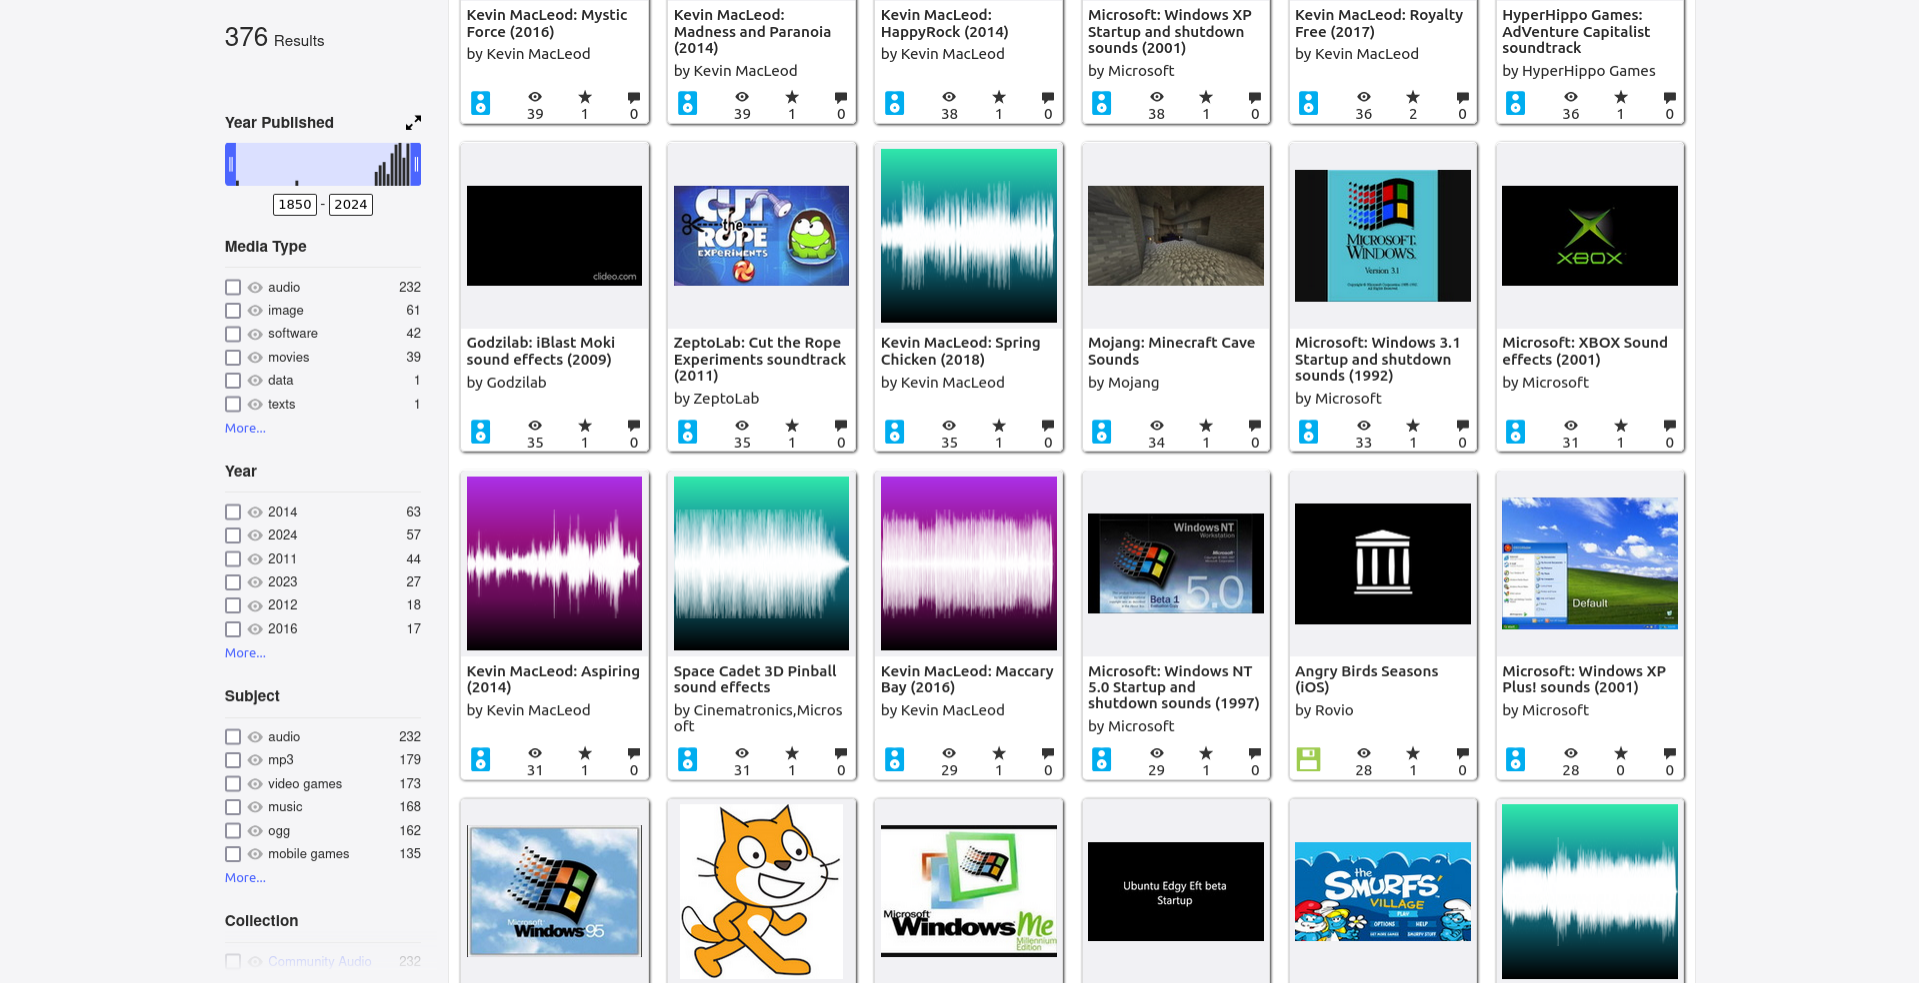 376 Results
Year Published
1850 - 2024
Media Type
audio 232
image 61
software 42
movies 39
data 1
texts 1
More...
Year
2014 63
2024 57
2011 44
2023 27
2012 18
2016 17
More...
Subject
audio 232
mp3 179
video games 173
music 168
ogg 162
mobile games 135
More...
Collection
Community Audio 232
Kevin MacLeod: Mystic
Force (2016)
by Kevin MacLeod
39 1 0
Kevin MacLeod:
Madness and Paranoia
(2014)
by Kevin MacLeod
39 1 0
Kevin MacLeod:
HappyRock (2014)
by Kevin MacLeod
38 1 0
Microsoft: Windows XP
Startup and shutdown
sounds (2001)
by Microsoft
38 1 0
Kevin MacLeod: Royalty
Free (2017)
by Kevin MacLeod
36 2 0
HyperHippo Games:
AdVenture Capitalist
soundtrack
by HyperHippo Games
36 1 0
clideo.com
Godzilab: iBlast Moki
sound effects (2009)
by Godzilab
35 1 0
CUT
the
ROPE
EXPERIMENTS
ZeptoLab: Cut the Rope
Experiments soundtrack
(2011)
by ZeptoLab
35 1 0
Kevin MacLeod: Spring
Chicken (2018)
by Kevin MacLeod
35 1 0
Mojang: Minecraft Cave
Sounds
by Mojang
34 1 0
MICROSOFT.
WINDOWS.
Version 3.1
Microsoft: Windows 3.1
Startup and shutdown
sounds (1992)
by Microsoft
33 1 0
XBOX
Microsoft: XBOX Sound
effects (2001)
by Microsoft
31 1 0
Kevin MacLeod: Aspiring
(2014)
by Kevin MacLeod
31 1 0
Space Cadet 3D Pinball
sound effects
by Cinematronics,Micros
oft
31 1 0
Kevin MacLeod: Maccary
Bay (2016)
by Kevin MacLeod
29 1 0
Windows NT
Workstation
5.0
Beta 1
Microsoft: Windows NT
5.0 Startup and
shutdown sounds (1997)
by Microsoft
29 1 0
Angry Birds Seasons
(iOS)
by Rovio
28 1 0
Default
Microsoft: Windows XP
Plus! sounds (2001)
by Microsoft
28 0 0
Microsoft
Windows 95
Microsoft
Windows Me
Millennium
Edition
Ubuntu Edgy Eft beta
Startup
the
SMURFS'
VILLAGE
PLAY
OPTIONS HELP
GET MORE GAMES SMURFY STUFF